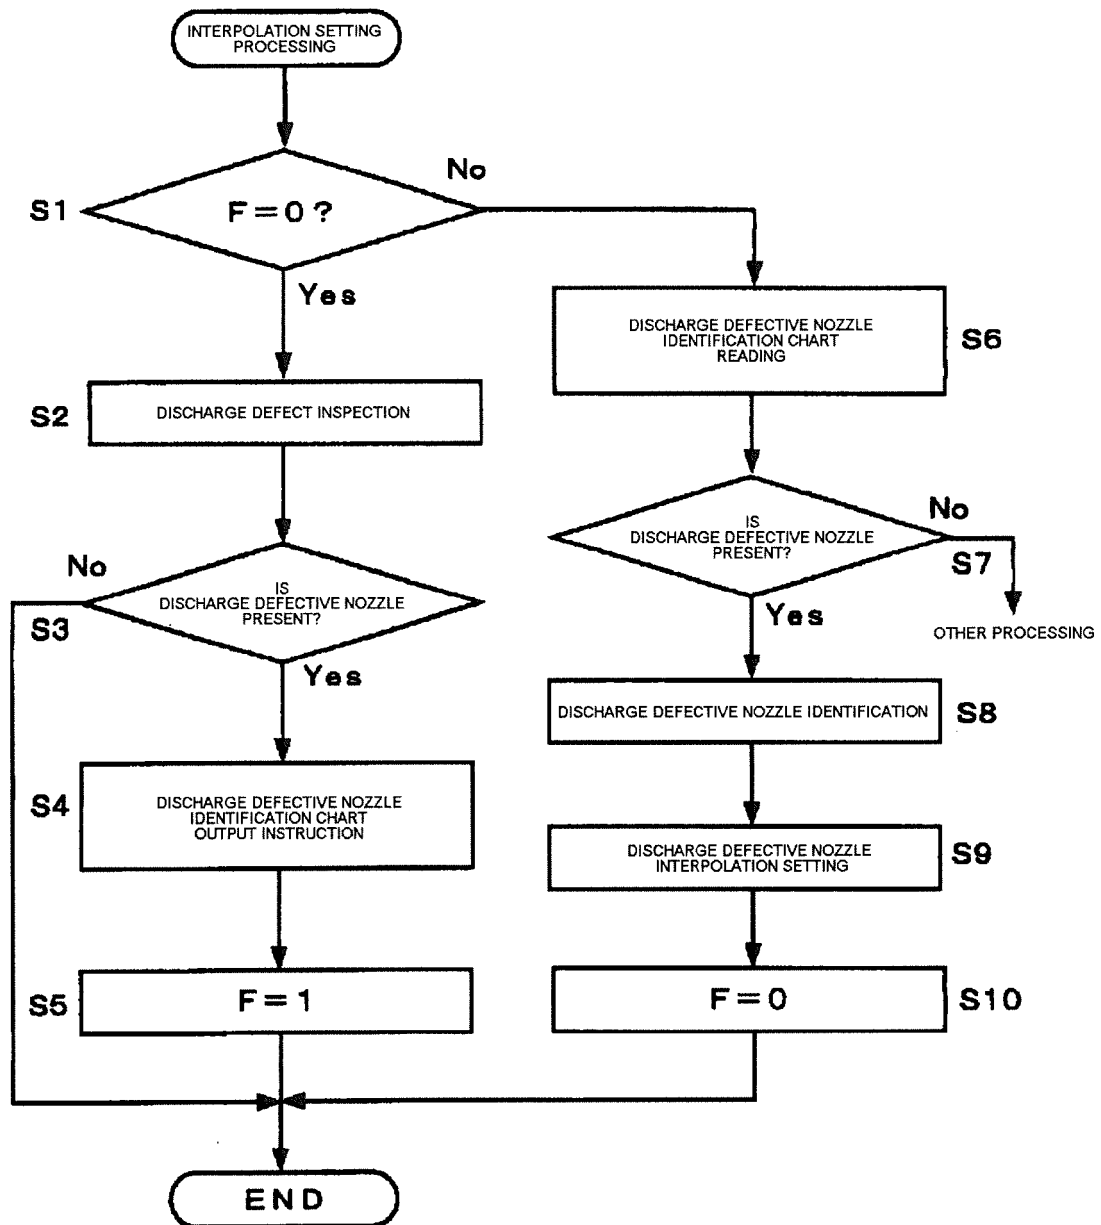 INTERPOLATION SETTING
PROCESSING
No
S1
F=0?
Yes
DISCHARGE DEFECTIVE NOZZLE
IDENTIFICATION CHART
READING
S6
S2
DISCHARGE DEFECT INSPECTION
No
IS
DISCHARGE DEFECTIVE NOZZLE
PRESENT?
S7
Yes
OTHER PROCESSING
No
IS
DISCHARGE DEFECTIVE NOZZLE
PRESENT?
S3
Yes
DISCHARGE DEFECTIVE NOZZLE IDENTIFICATION
S8
S4
DISCHARGE DEFECTIVE NOZZLE
IDENTIFICATION CHART
OUTPUT INSTRUCTION
DISCHARGE DEFECTIVE NOZZLE
INTERPOLATION SETTING
S9
S5
F=1
F=0
S10
END